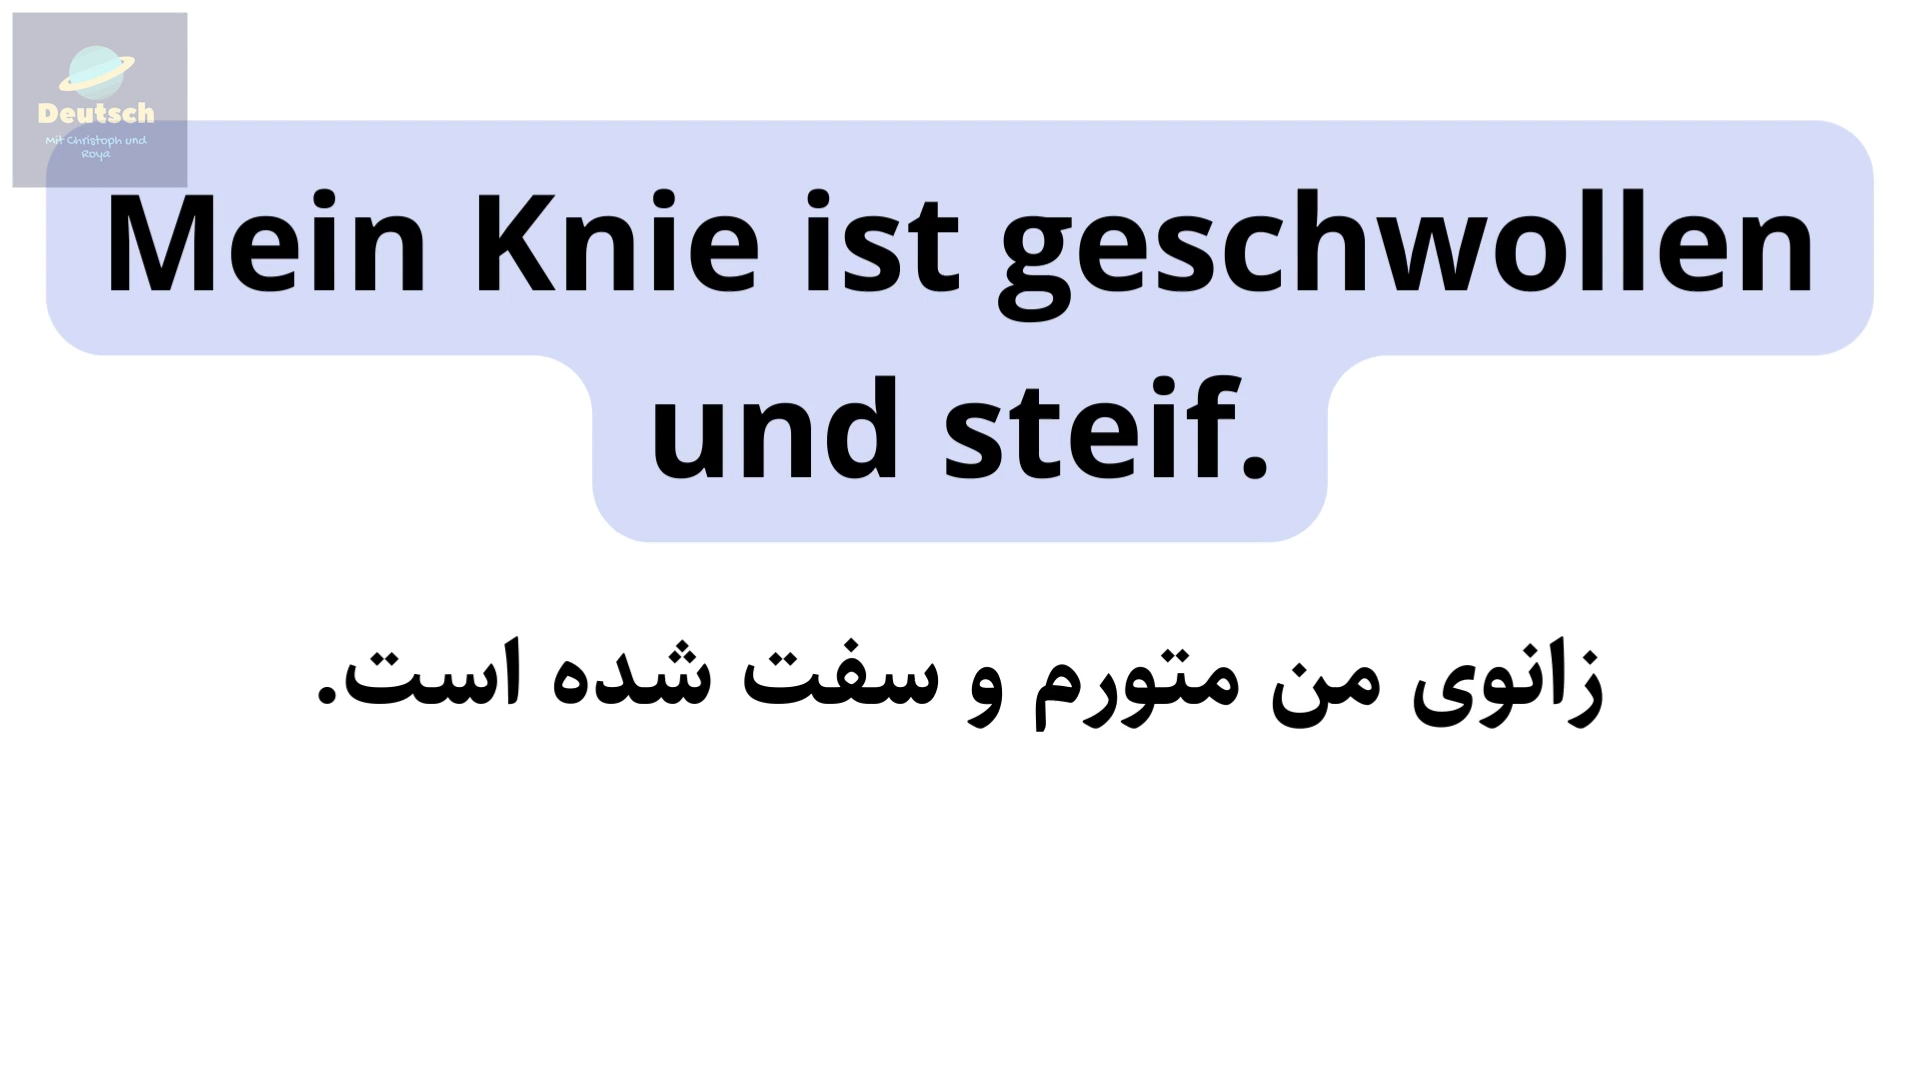 Deutsch
Mit Christoph und
Roya
Mein Knie ist geschwollen
und steif.
زانوی من متورم و سفت شده است.